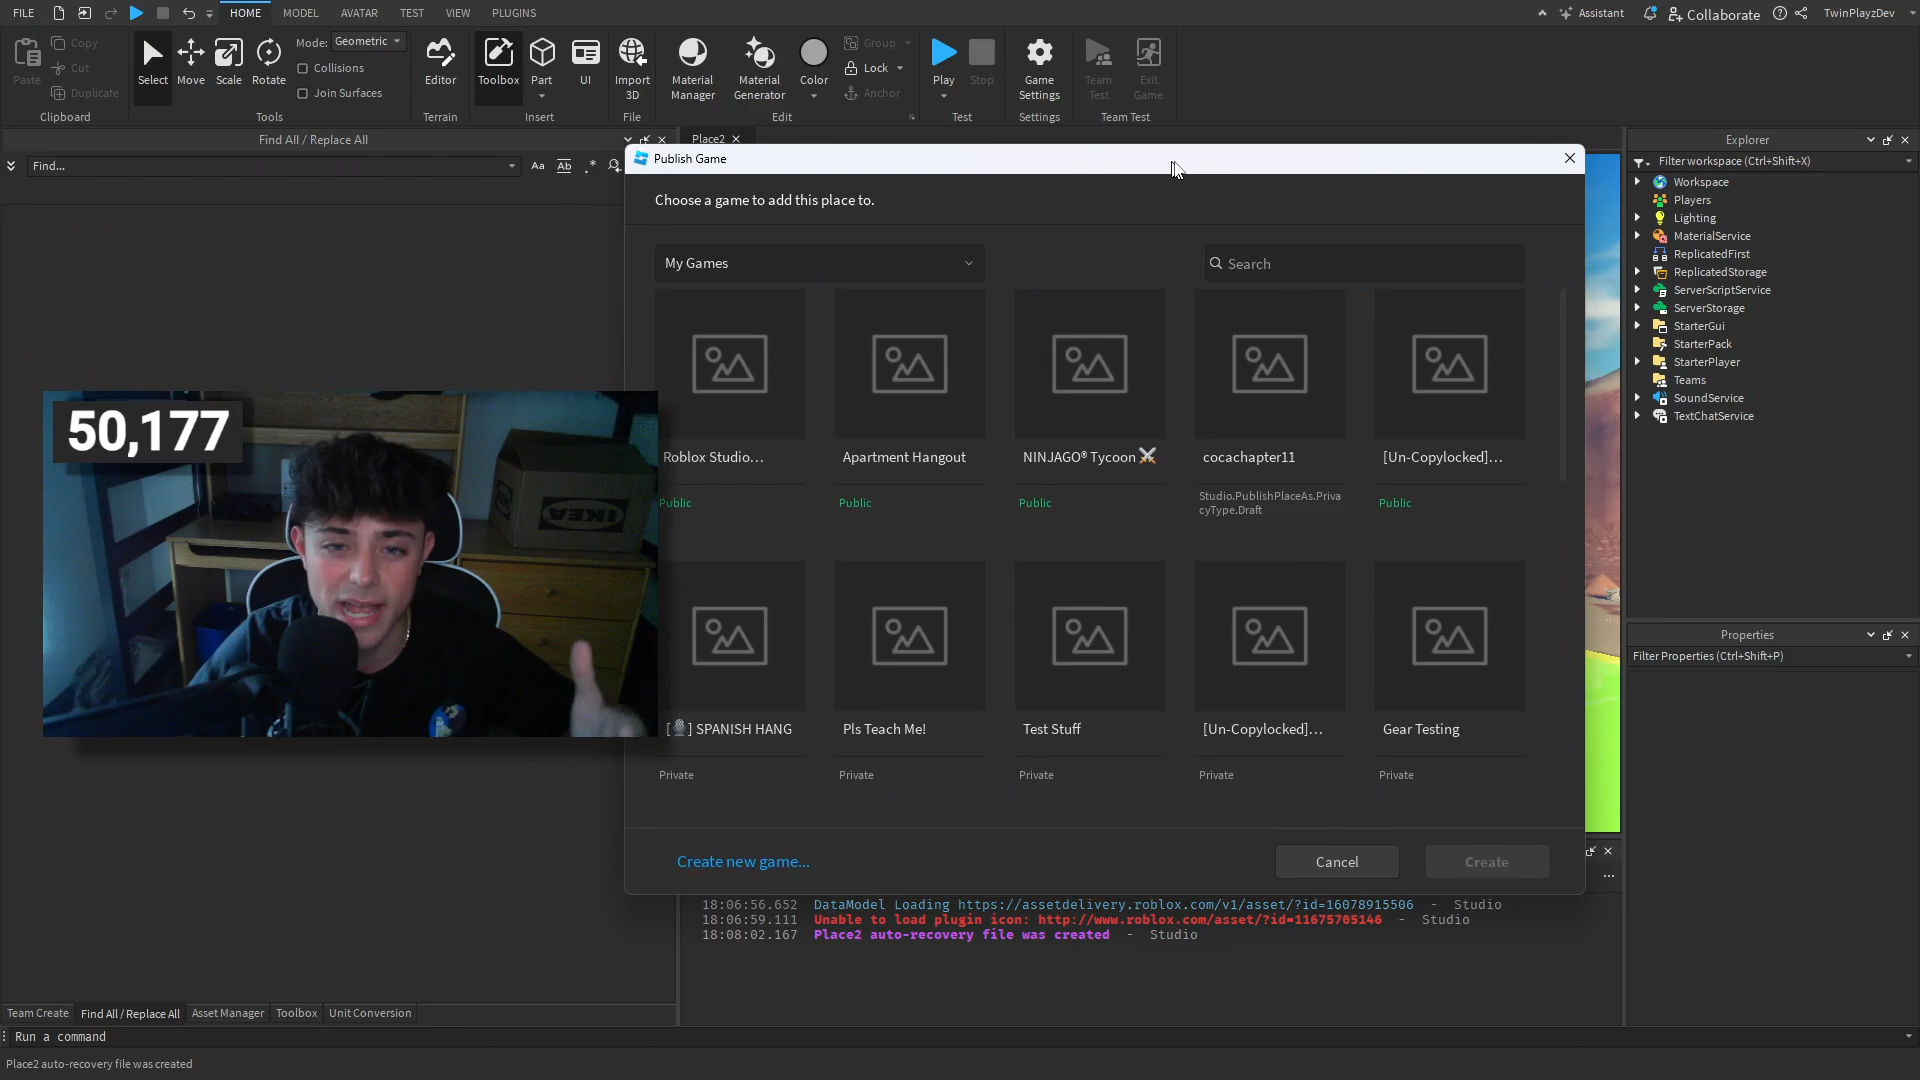 FILE HOME MODEL AVATAR TEST VIEW PLUGINS Assistant Collaborate TwinPlayzDev
Paste Copy Cut Duplicate
Clipboard
Select Move Scale Rotate
Mode: Geometric
Collisions
Join Surfaces
Tools
Editor
Terrain
Toolbox Part UI
Insert
Import 3D
File
Material Manager
Material Generator
Color
Group
Lock
Anchor
Edit
Play Stop
Test
Game Settings
Settings
Team Test
Exit Game
Team Test
Find All / Replace All
Find...
Aa Ab .*
Place2
Publish Game
Choose a game to add this place to.
My Games
Search
Roblox Studio...
Public
Apartment Hangout
Public
NINJAGO® Tycoon ⚔
Public
cocachapter11
Studio.PublishPlaceAs.Priva
cyType.Draft
[Un-Copylocked]...
Public
[🎙] SPANISH HANG
Private
Pls Teach Me!
Private
Test Stuff
Private
[Un-Copylocked]...
Private
Gear Testing
Private
Create new game...
Cancel
Create
50,177
IKEA
Explorer
Filter workspace (Ctrl+Shift+X)
Workspace
Players
Lighting
MaterialService
ReplicatedFirst
ReplicatedStorage
ServerScriptService
ServerStorage
StarterGui
StarterPack
StarterPlayer
Teams
SoundService
TextChatService
Properties
Filter Properties (Ctrl+Shift+P)
18:06:56.652 DataModel Loading https://assetdelivery.roblox.com/v1/asset/?id=16078915506 - Studio
18:06:59.111 Unable to load plugin icon: http://www.roblox.com/asset/?id=11675705146 - Studio
18:08:02.167 Place2 auto-recovery file was created - Studio
Team Create Find All / Replace All Asset Manager Toolbox Unit Conversion
Run a command
Place2 auto-recovery file was created